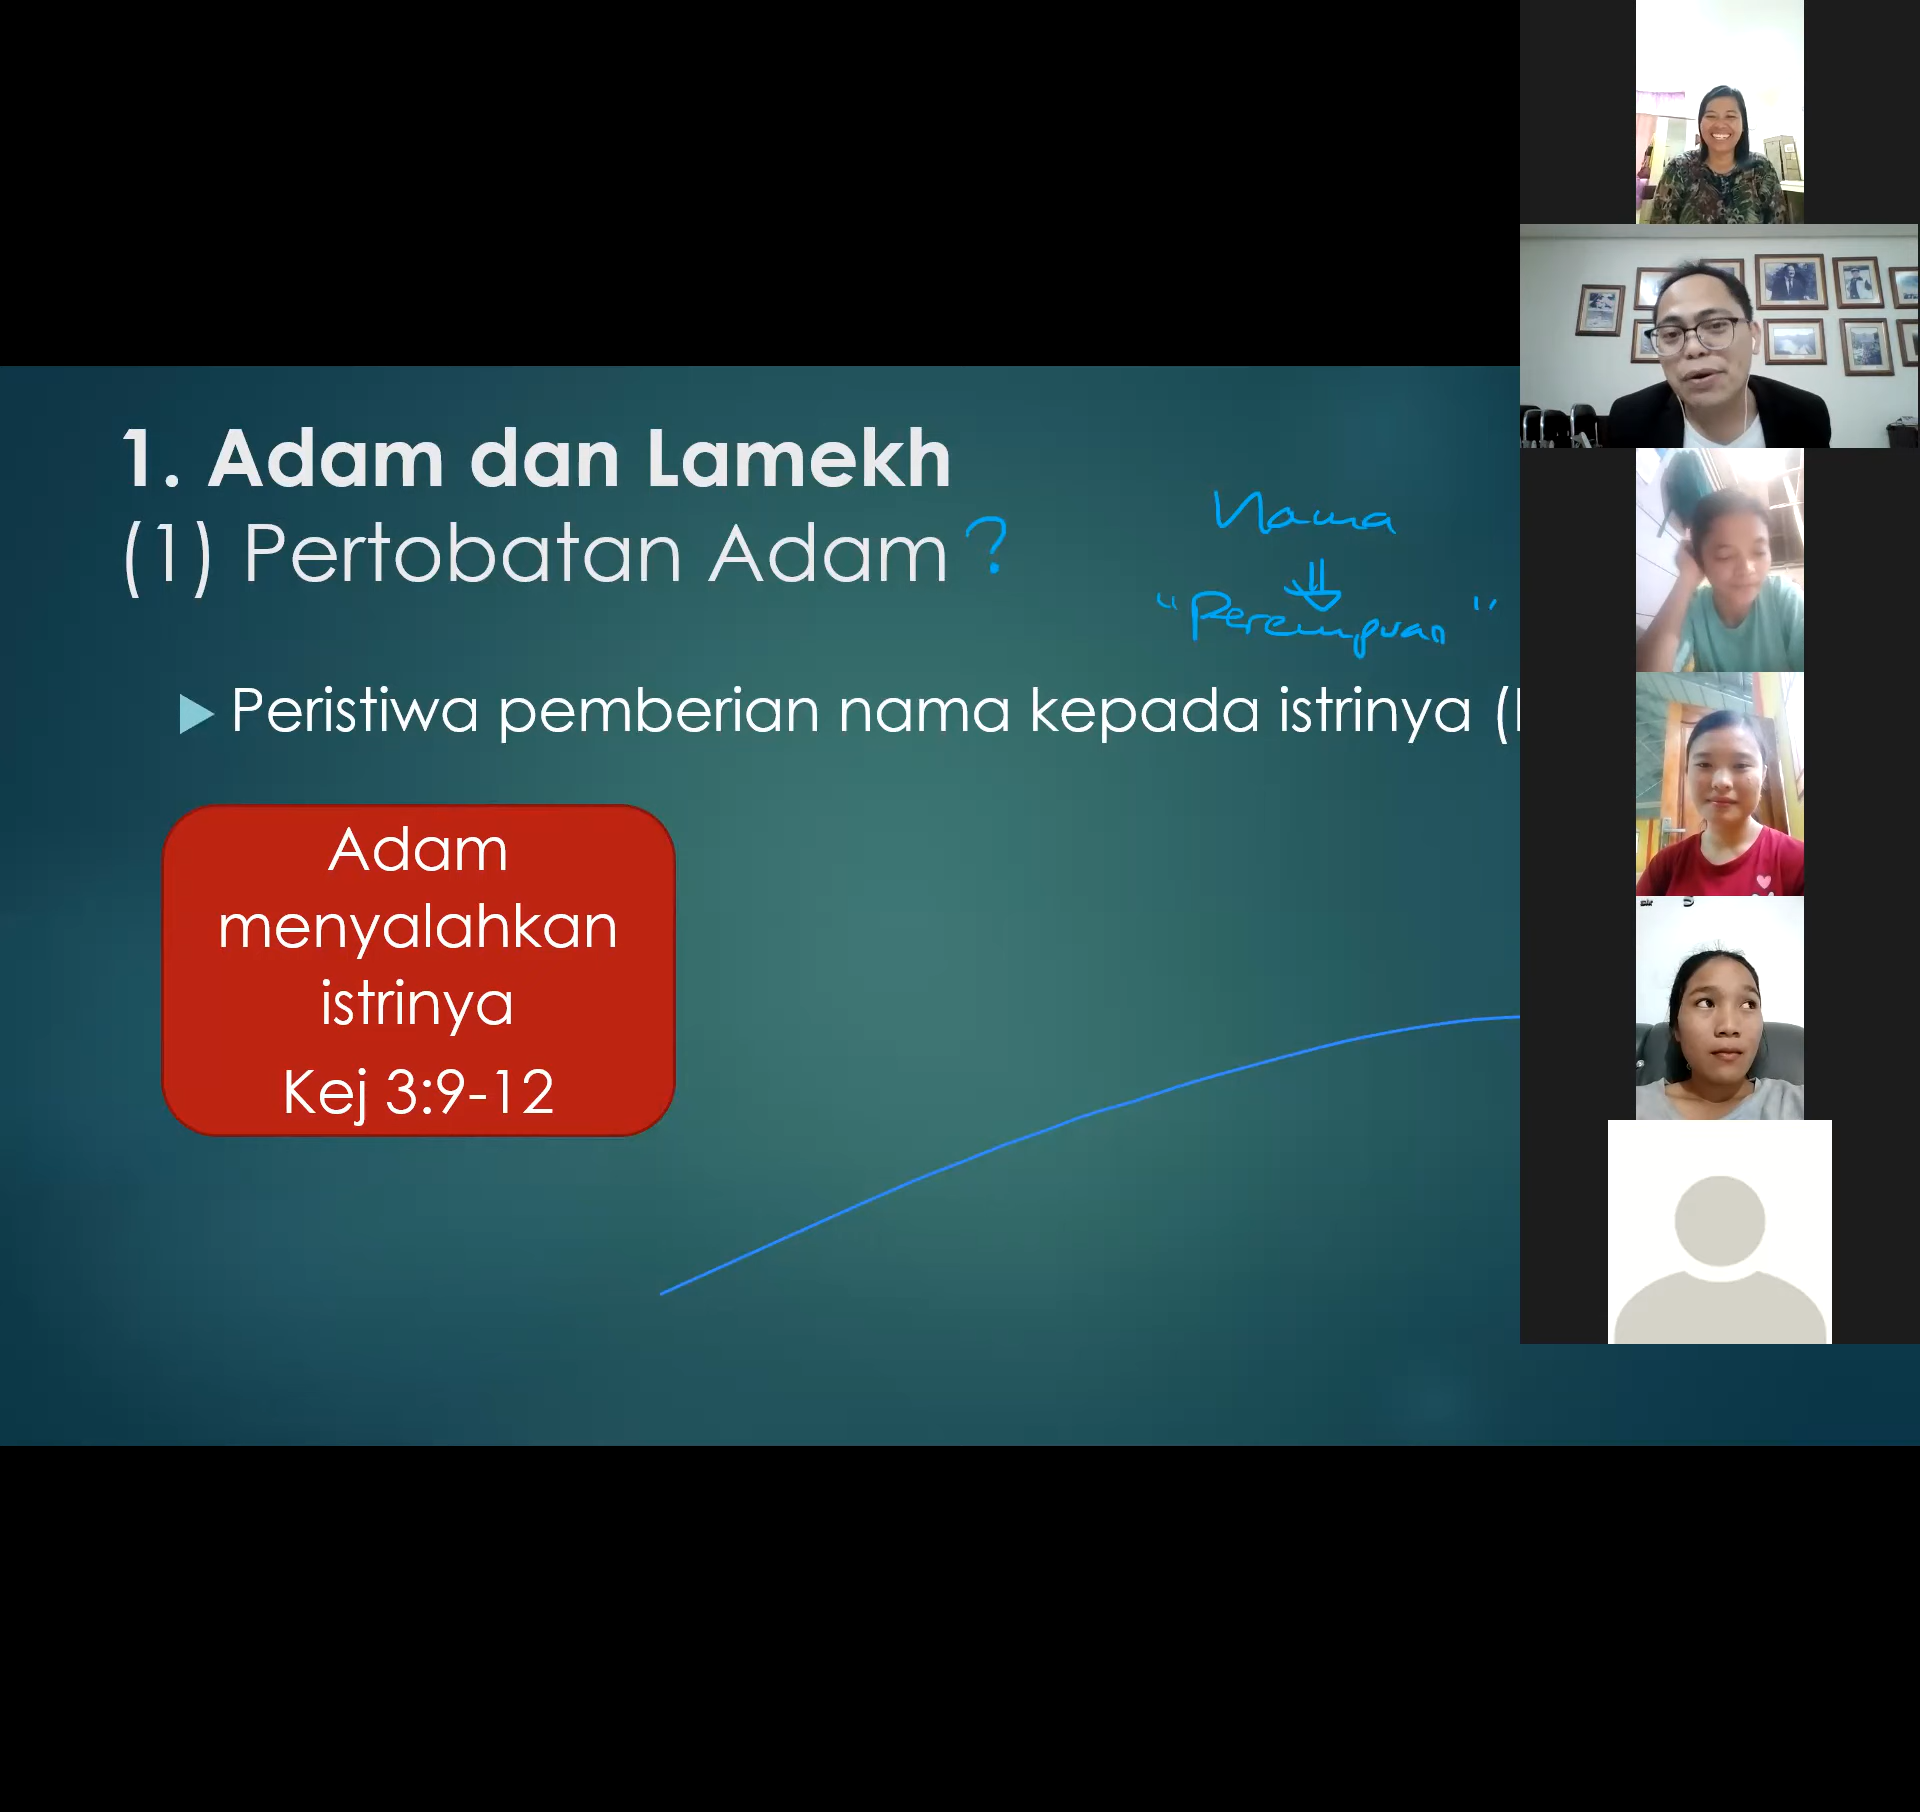 1. Adam dan Lamekh
(1) Pertobatan Adam ?
Nama
"Perempuan"
Peristiwa pemberian nama kepada istrinya (
Adam
menyalahkan
istrinya
Kej 3:9-12